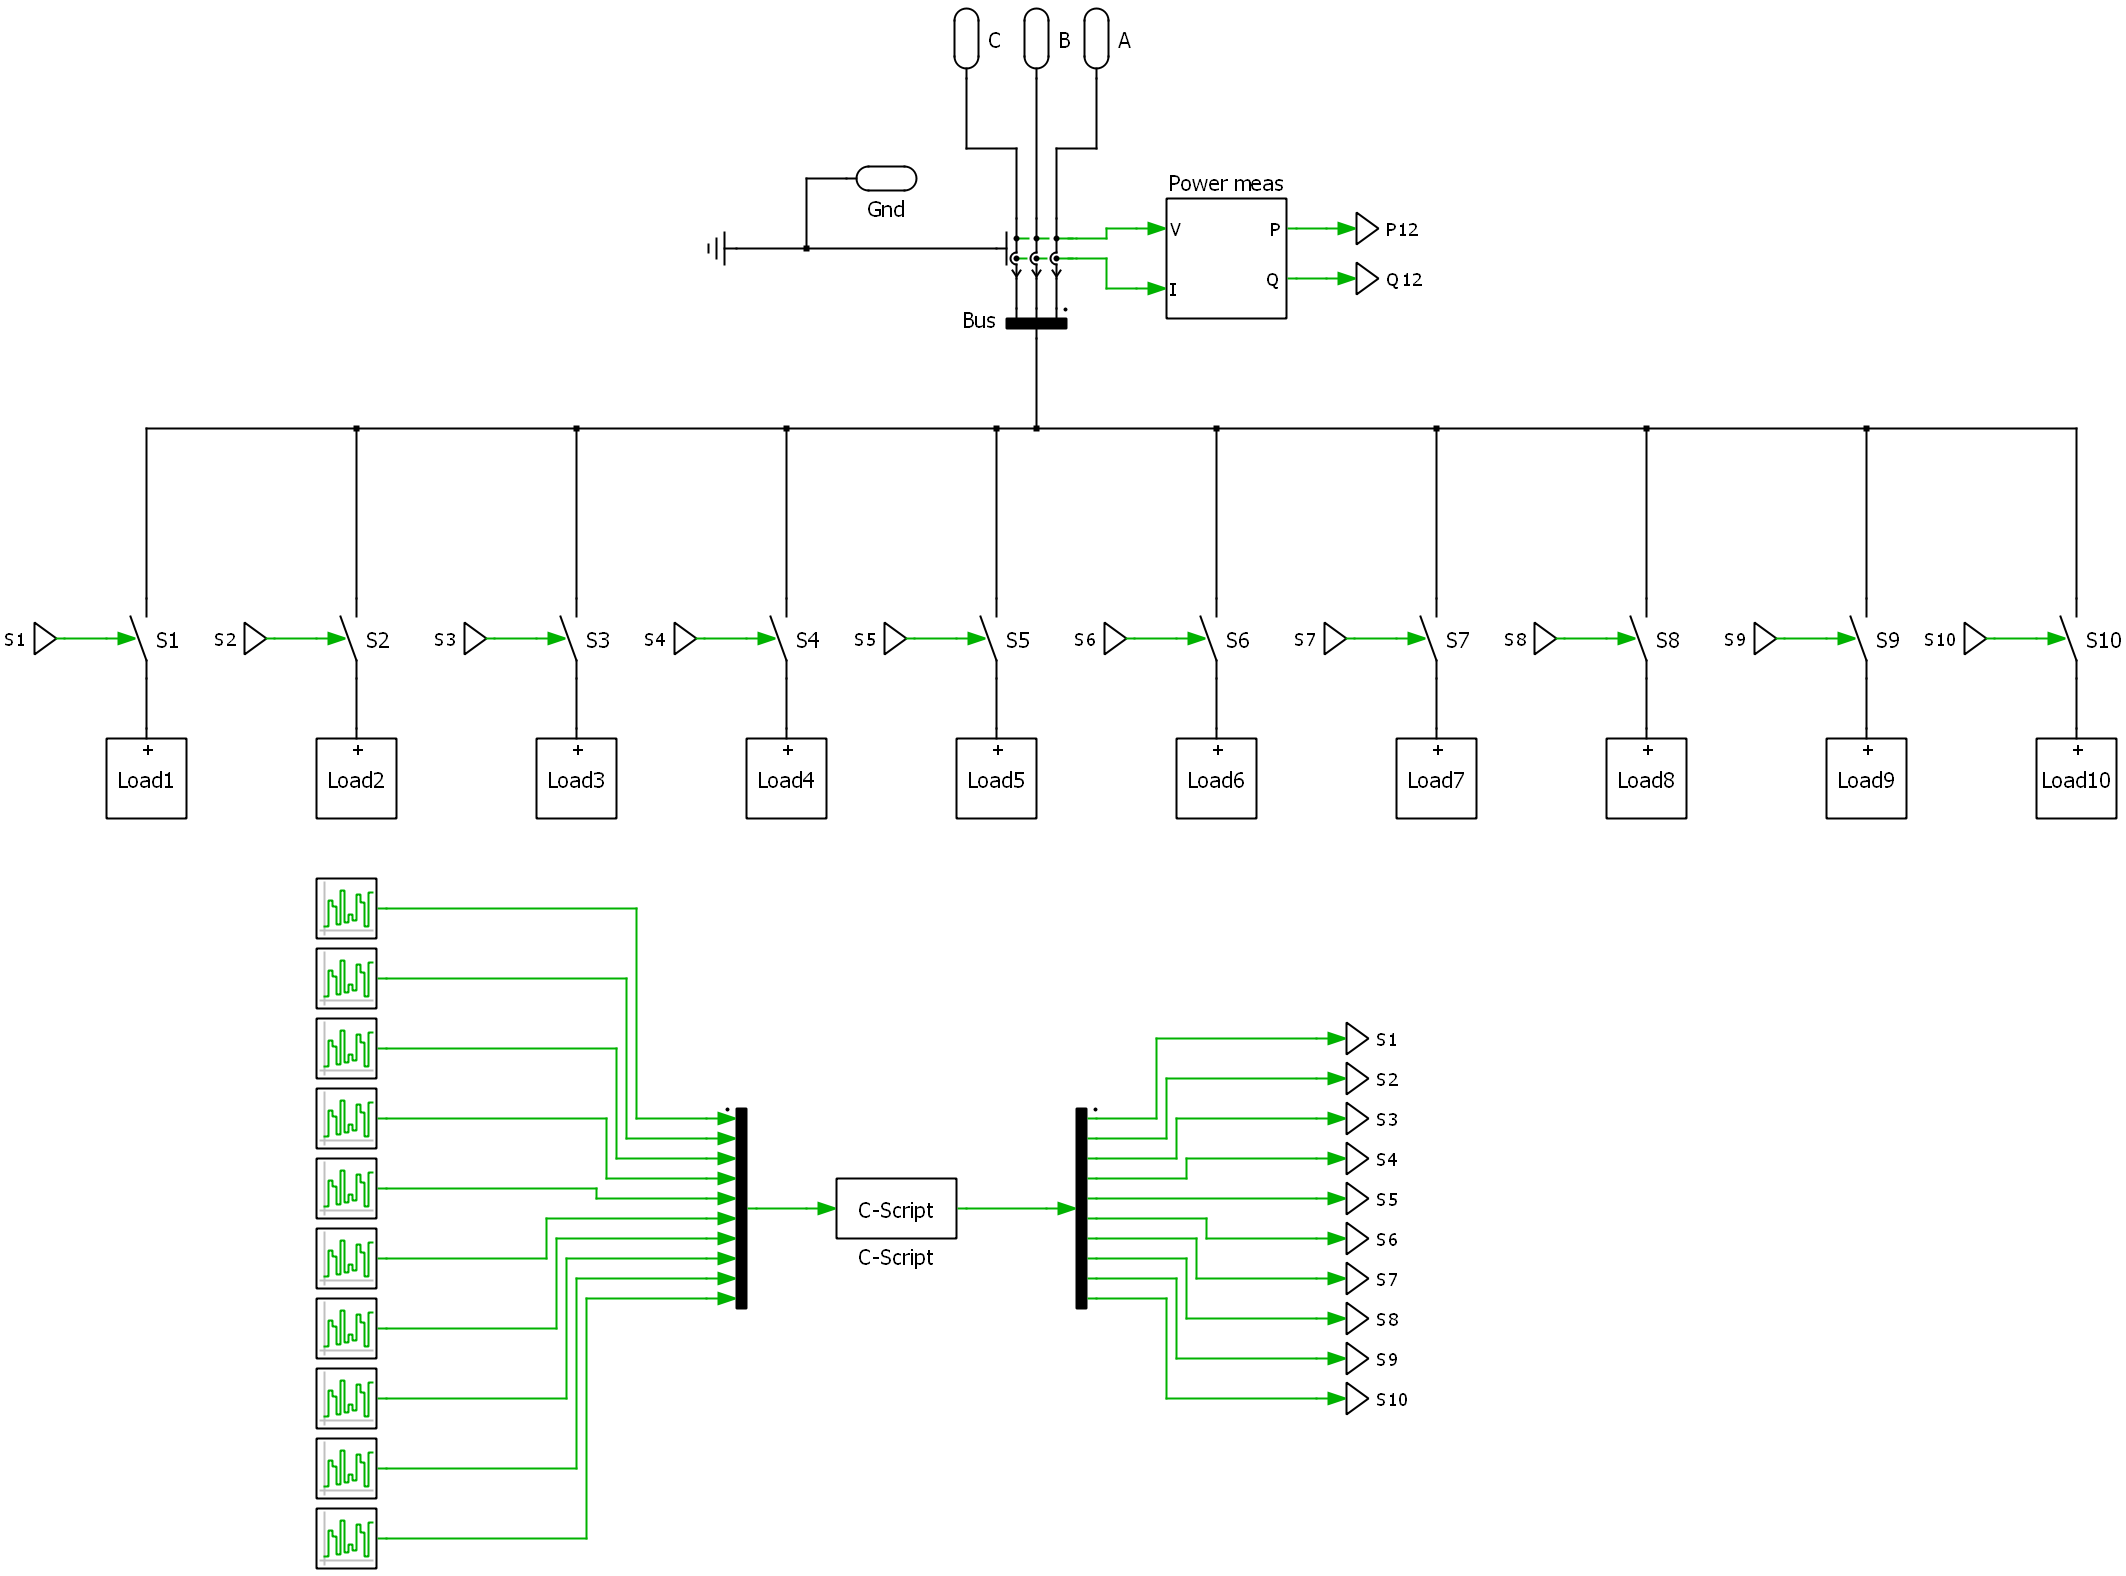 C B A
Power meas
Gnd
V P P12
I Q Q12
Bus
S1 S1 S2 S2 S3 S3 S4 S4 S5 S5 S6 S6 S7 S7 S8 S8 S9 S9 S10 S10
+ + + + + + + + + +
Load1 Load2 Load3 Load4 Load5 Load6 Load7 Load8 Load9 Load10
S1
S2
S3
S4
S5
C-Script
S6
C-Script
S7
S8
S9
S10